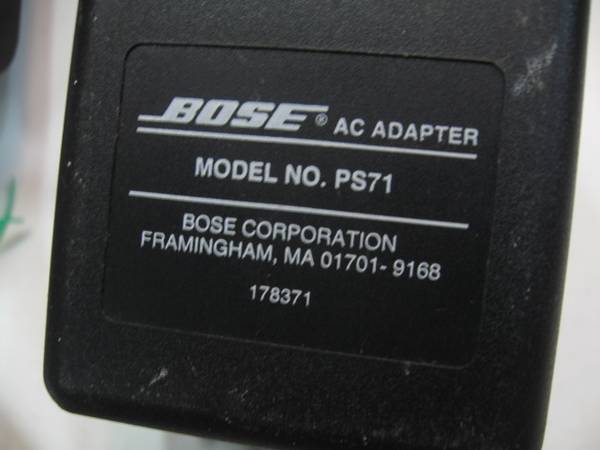 BOSE® AC ADAPTER
MODEL NO. PS71
BOSE CORPORATION
FRAMINGHAM, MA 01701-9168
178371